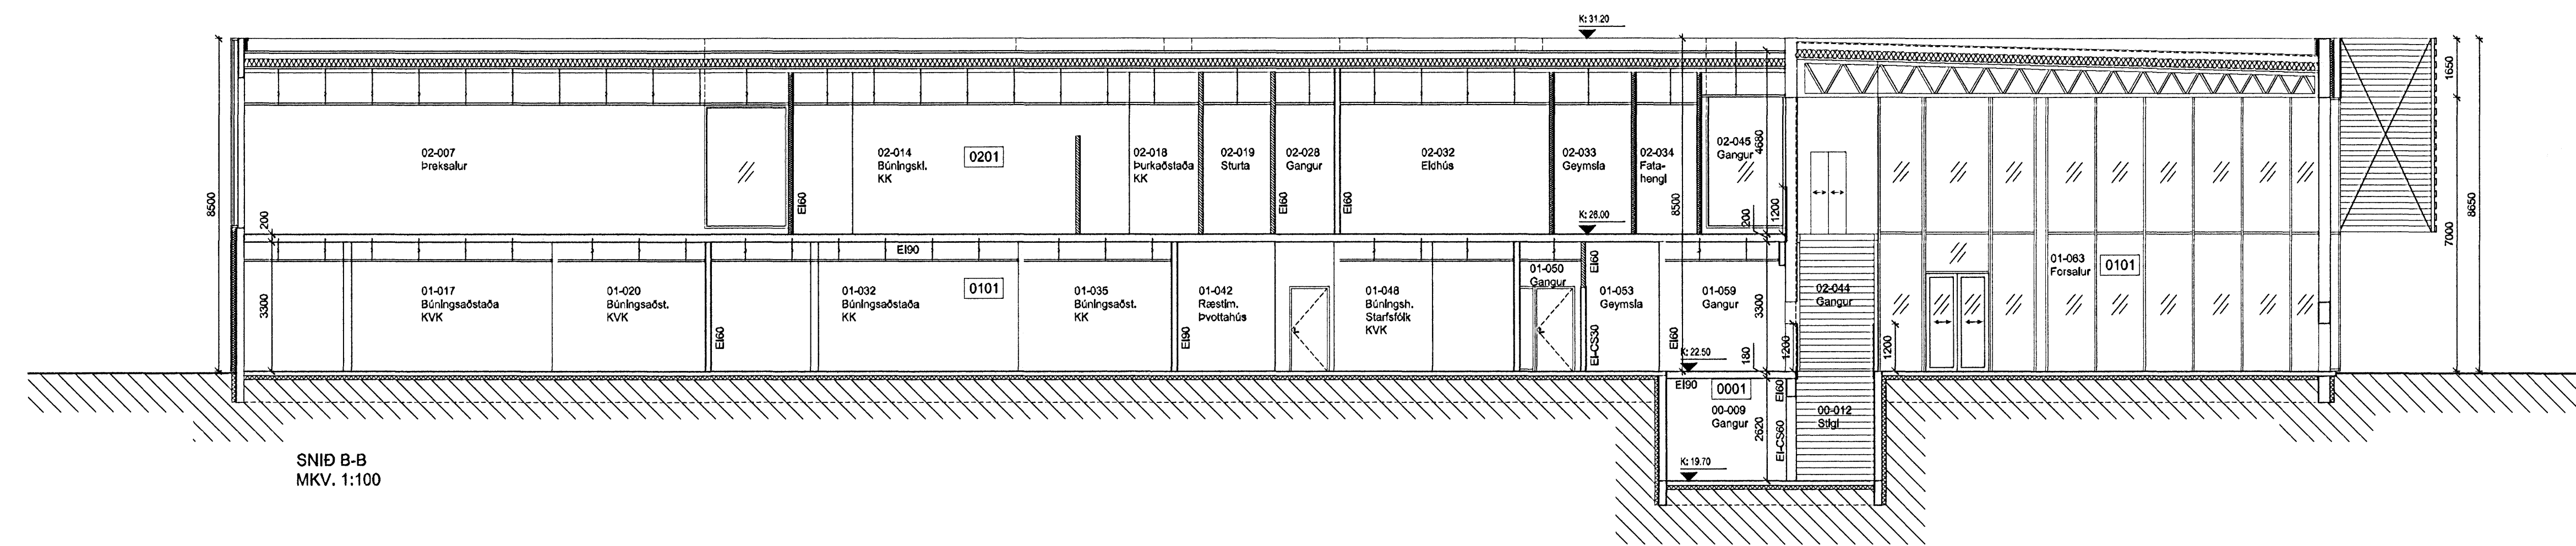 K: 31.20
8500
200
3300
02-007
Þreksalur
EI60
02-014
Búningskl.
KK
0201
02-018
Þurkaðstaða
KK
02-019
Sturta
EI60
02-028
Gangur
EI60
02-032
Eldhús
02-033
Geymsla
K: 26.00
02-034
Fata-
hengi
8500
02-045
Gangur
4680
200
1200
1650
7000
8650
01-017
Búningsaðstaða
KVK
01-020
Búningsaðst.
KVK
EI60
EI90
01-032
Búningsaðstaða
KK
0101
01-035
Búningsaðst.
KK
EI90
01-042
Ræstim.
Þvottahús
01-048
Búningsh.
Starfsfólk
KVK
01-050
Gangur
EI60
EI-CS30
01-053
Geymsla
EI60
01-059
Gangur
3300
180
1200
02-044
Gangur
1200
01-063
Forsalur
0101
K: 22.50
EI90
0001
00-009
Gangur
2620
EI60
EI-CS60
00-012
Stigi
K: 19.70
SNIÐ B-B
MKV. 1:100